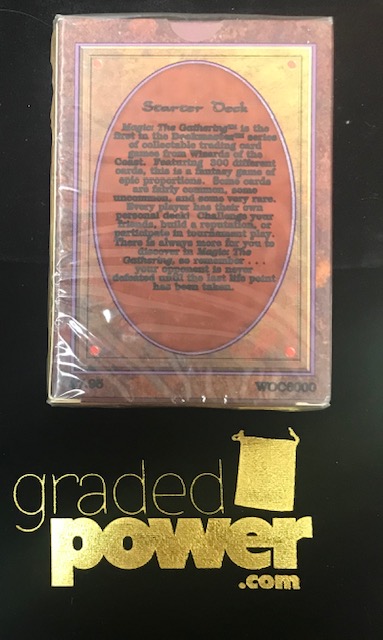 Starter Deck
Magic: The Gathering™ is the
first in the Deckmaster™ series
of collectable trading card
games from Wizards of the
Coast. Featuring 300 different
cards, this is a fantasy game of
epic proportions. Some cards
are fairly common, some
uncommon, and some very rare.
Every player has their own
personal deck! Challenge your
friends, build a reputation, or
participate in tournament play.
There is always more for you to
discover in Magic: The
Gathering, so remember . . .
your opponent is never
defeated until the last life point
has been taken.
$7.95 WOC6000
graded
power
.com